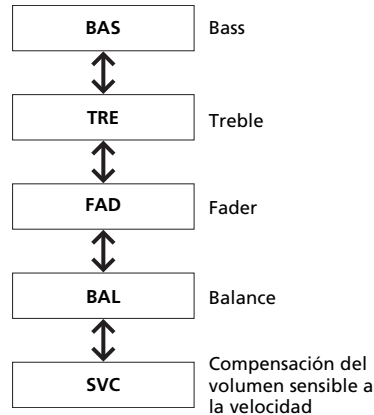 BAS Bass
TRE Treble
FAD Fader
BAL Balance
SVC Compensación del
volumen sensible a
la velocidad